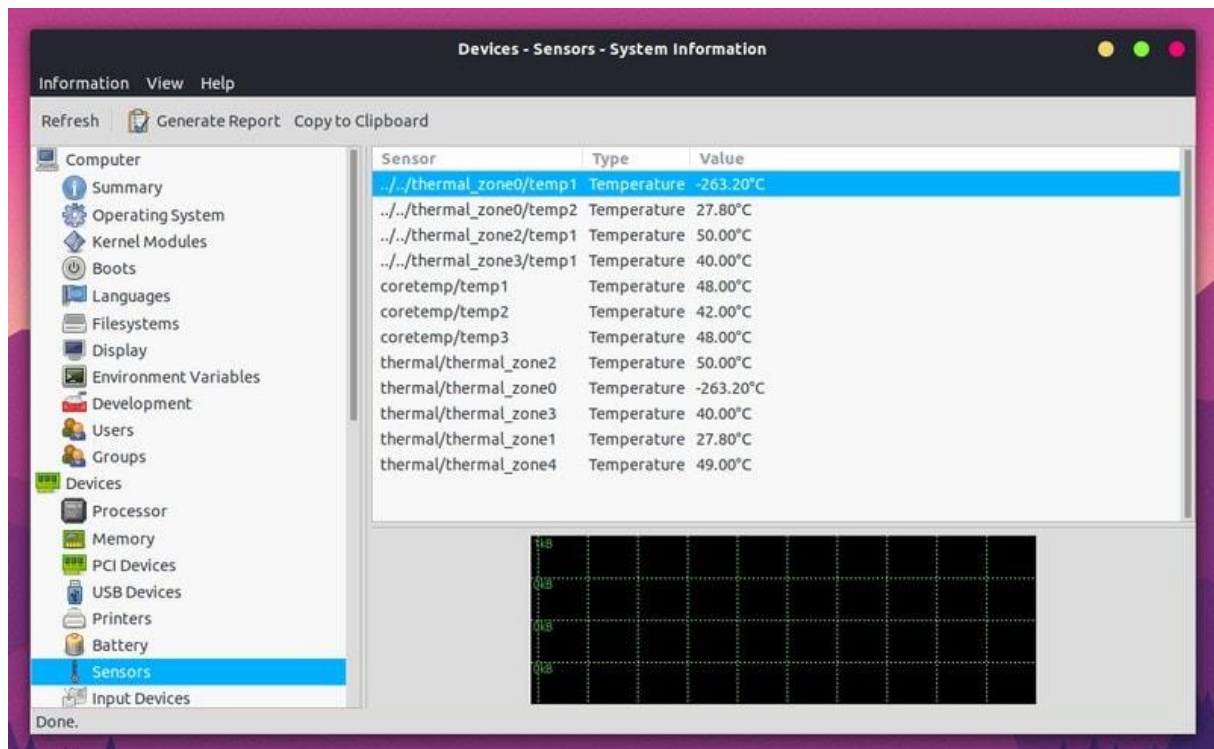 Devices - Sensors - System Information
Information View Help
Refresh Generate Report Copy to Clipboard
Computer
Summary
Operating System
Kernel Modules
Boots
Languages
Filesystems
Display
Environment Variables
Development
Users
Groups
Devices
Processor
Memory
PCI Devices
USB Devices
Printers
Battery
Sensors
Input Devices
Sensor Type Value
../../thermal_zone0/temp1 Temperature -263.20°C
../../thermal_zone0/temp2 Temperature 27.80°C
../../thermal_zone2/temp1 Temperature 50.00°C
../../thermal_zone3/temp1 Temperature 40.00°C
coretemp/temp1 Temperature 48.00°C
coretemp/temp2 Temperature 42.00°C
coretemp/temp3 Temperature 48.00°C
thermal/thermal_zone2 Temperature 50.00°C
thermal/thermal_zone0 Temperature -263.20°C
thermal/thermal_zone3 Temperature 40.00°C
thermal/thermal_zone1 Temperature 27.80°C
thermal/thermal_zone4 Temperature 49.00°C
1kB
0kB
0kB
0kB
Done.